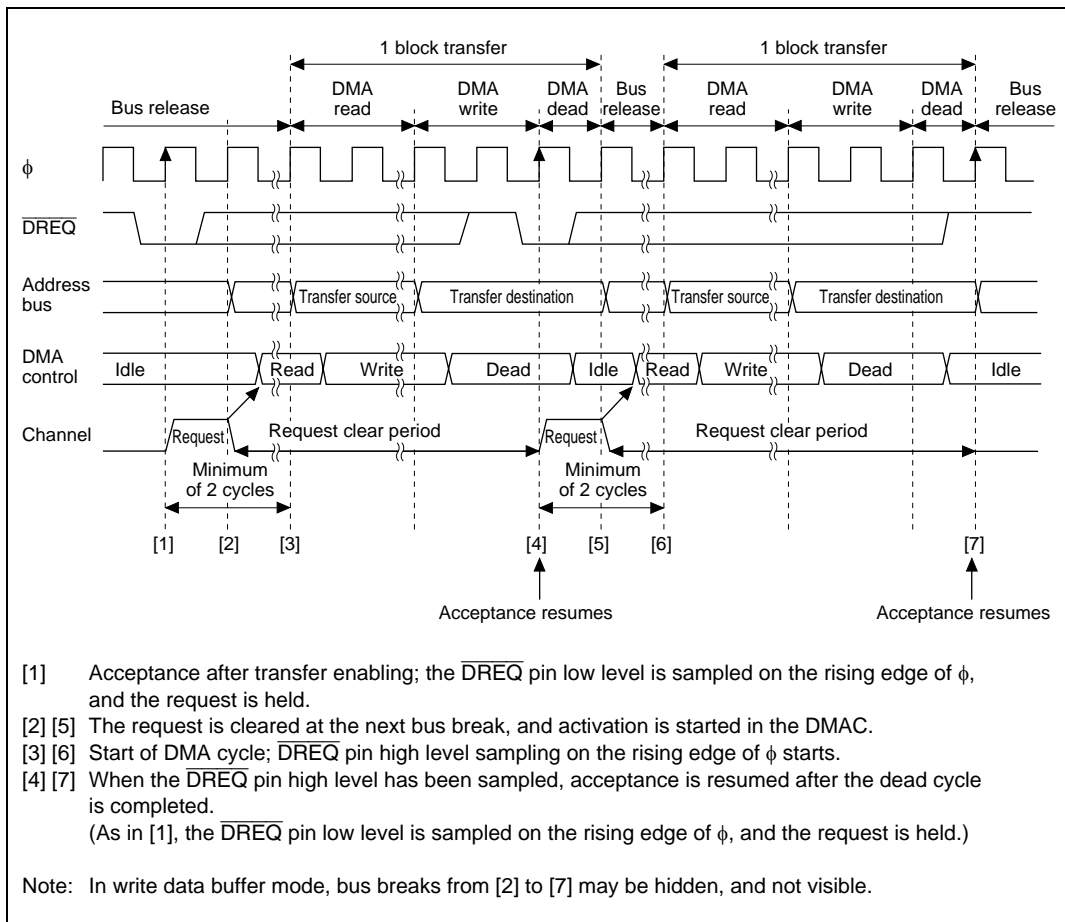 1 block transfer 1 block transfer
Bus release DMA read DMA write DMA dead Bus release DMA read DMA write DMA dead Bus release
ϕ
DREQ
Address bus Transfer source Transfer destination Transfer source Transfer destination
DMA control Idle Read Write Dead Idle Read Write Dead Idle
Channel Request Request clear period Request Request clear period
Minimum of 2 cycles Minimum of 2 cycles
[1] [2] [3] [4] [5] [6] [7]
Acceptance resumes Acceptance resumes
[1] Acceptance after transfer enabling; the DREQ pin low level is sampled on the rising edge of ϕ,
and the request is held.
[2] [5] The request is cleared at the next bus break, and activation is started in the DMAC.
[3] [6] Start of DMA cycle; DREQ pin high level sampling on the rising edge of ϕ starts.
[4] [7] When the DREQ pin high level has been sampled, acceptance is resumed after the dead cycle
is completed.
(As in [1], the DREQ pin low level is sampled on the rising edge of ϕ, and the request is held.)
Note: In write data buffer mode, bus breaks from [2] to [7] may be hidden, and not visible.